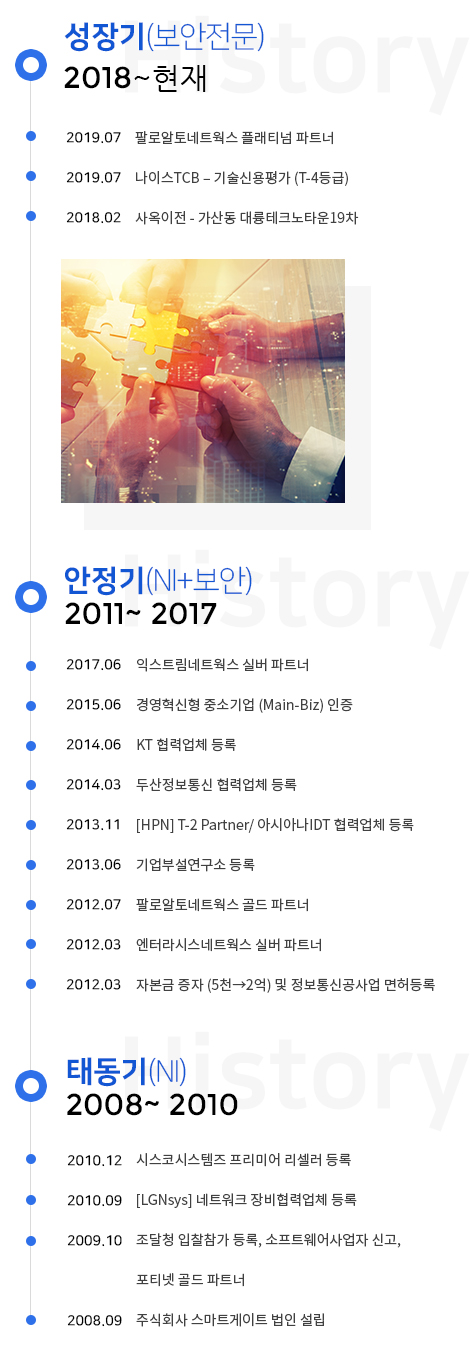 History
성장기(보안전문)
2018~현재
2019.07 팔로알토네트웍스 플래티넘 파트너
2019.07 나이스TCB – 기술신용평가 (T-4등급)
2018.02 사옥이전 - 가산동 대륭테크노타운19차
History
안정기(NI+보안)
2011~ 2017
2017.06 익스트림네트웍스 실버 파트너
2015.06 경영혁신형 중소기업 (Main-Biz) 인증
2014.06 KT 협력업체 등록
2014.03 두산정보통신 협력업체 등록
2013.11 [HPN] T-2 Partner/ 아시아나IDT 협력업체 등록
2013.06 기업부설연구소 등록
2012.07 팔로알토네트웍스 골드 파트너
2012.03 엔터라시스네트웍스 실버 파트너
2012.03 자본금 증자 (5천→2억) 및 정보통신공사업 면허등록
History
태동기(NI)
2008~ 2010
2010.12 시스코시스템즈 프리미어 리셀러 등록
2010.09 [LGNsys] 네트워크 장비협력업체 등록
2009.10 조달청 입찰참가 등록, 소프트웨어사업자 신고,
포티넷 골드 파트너
2008.09 주식회사 스마트게이트 법인 설립